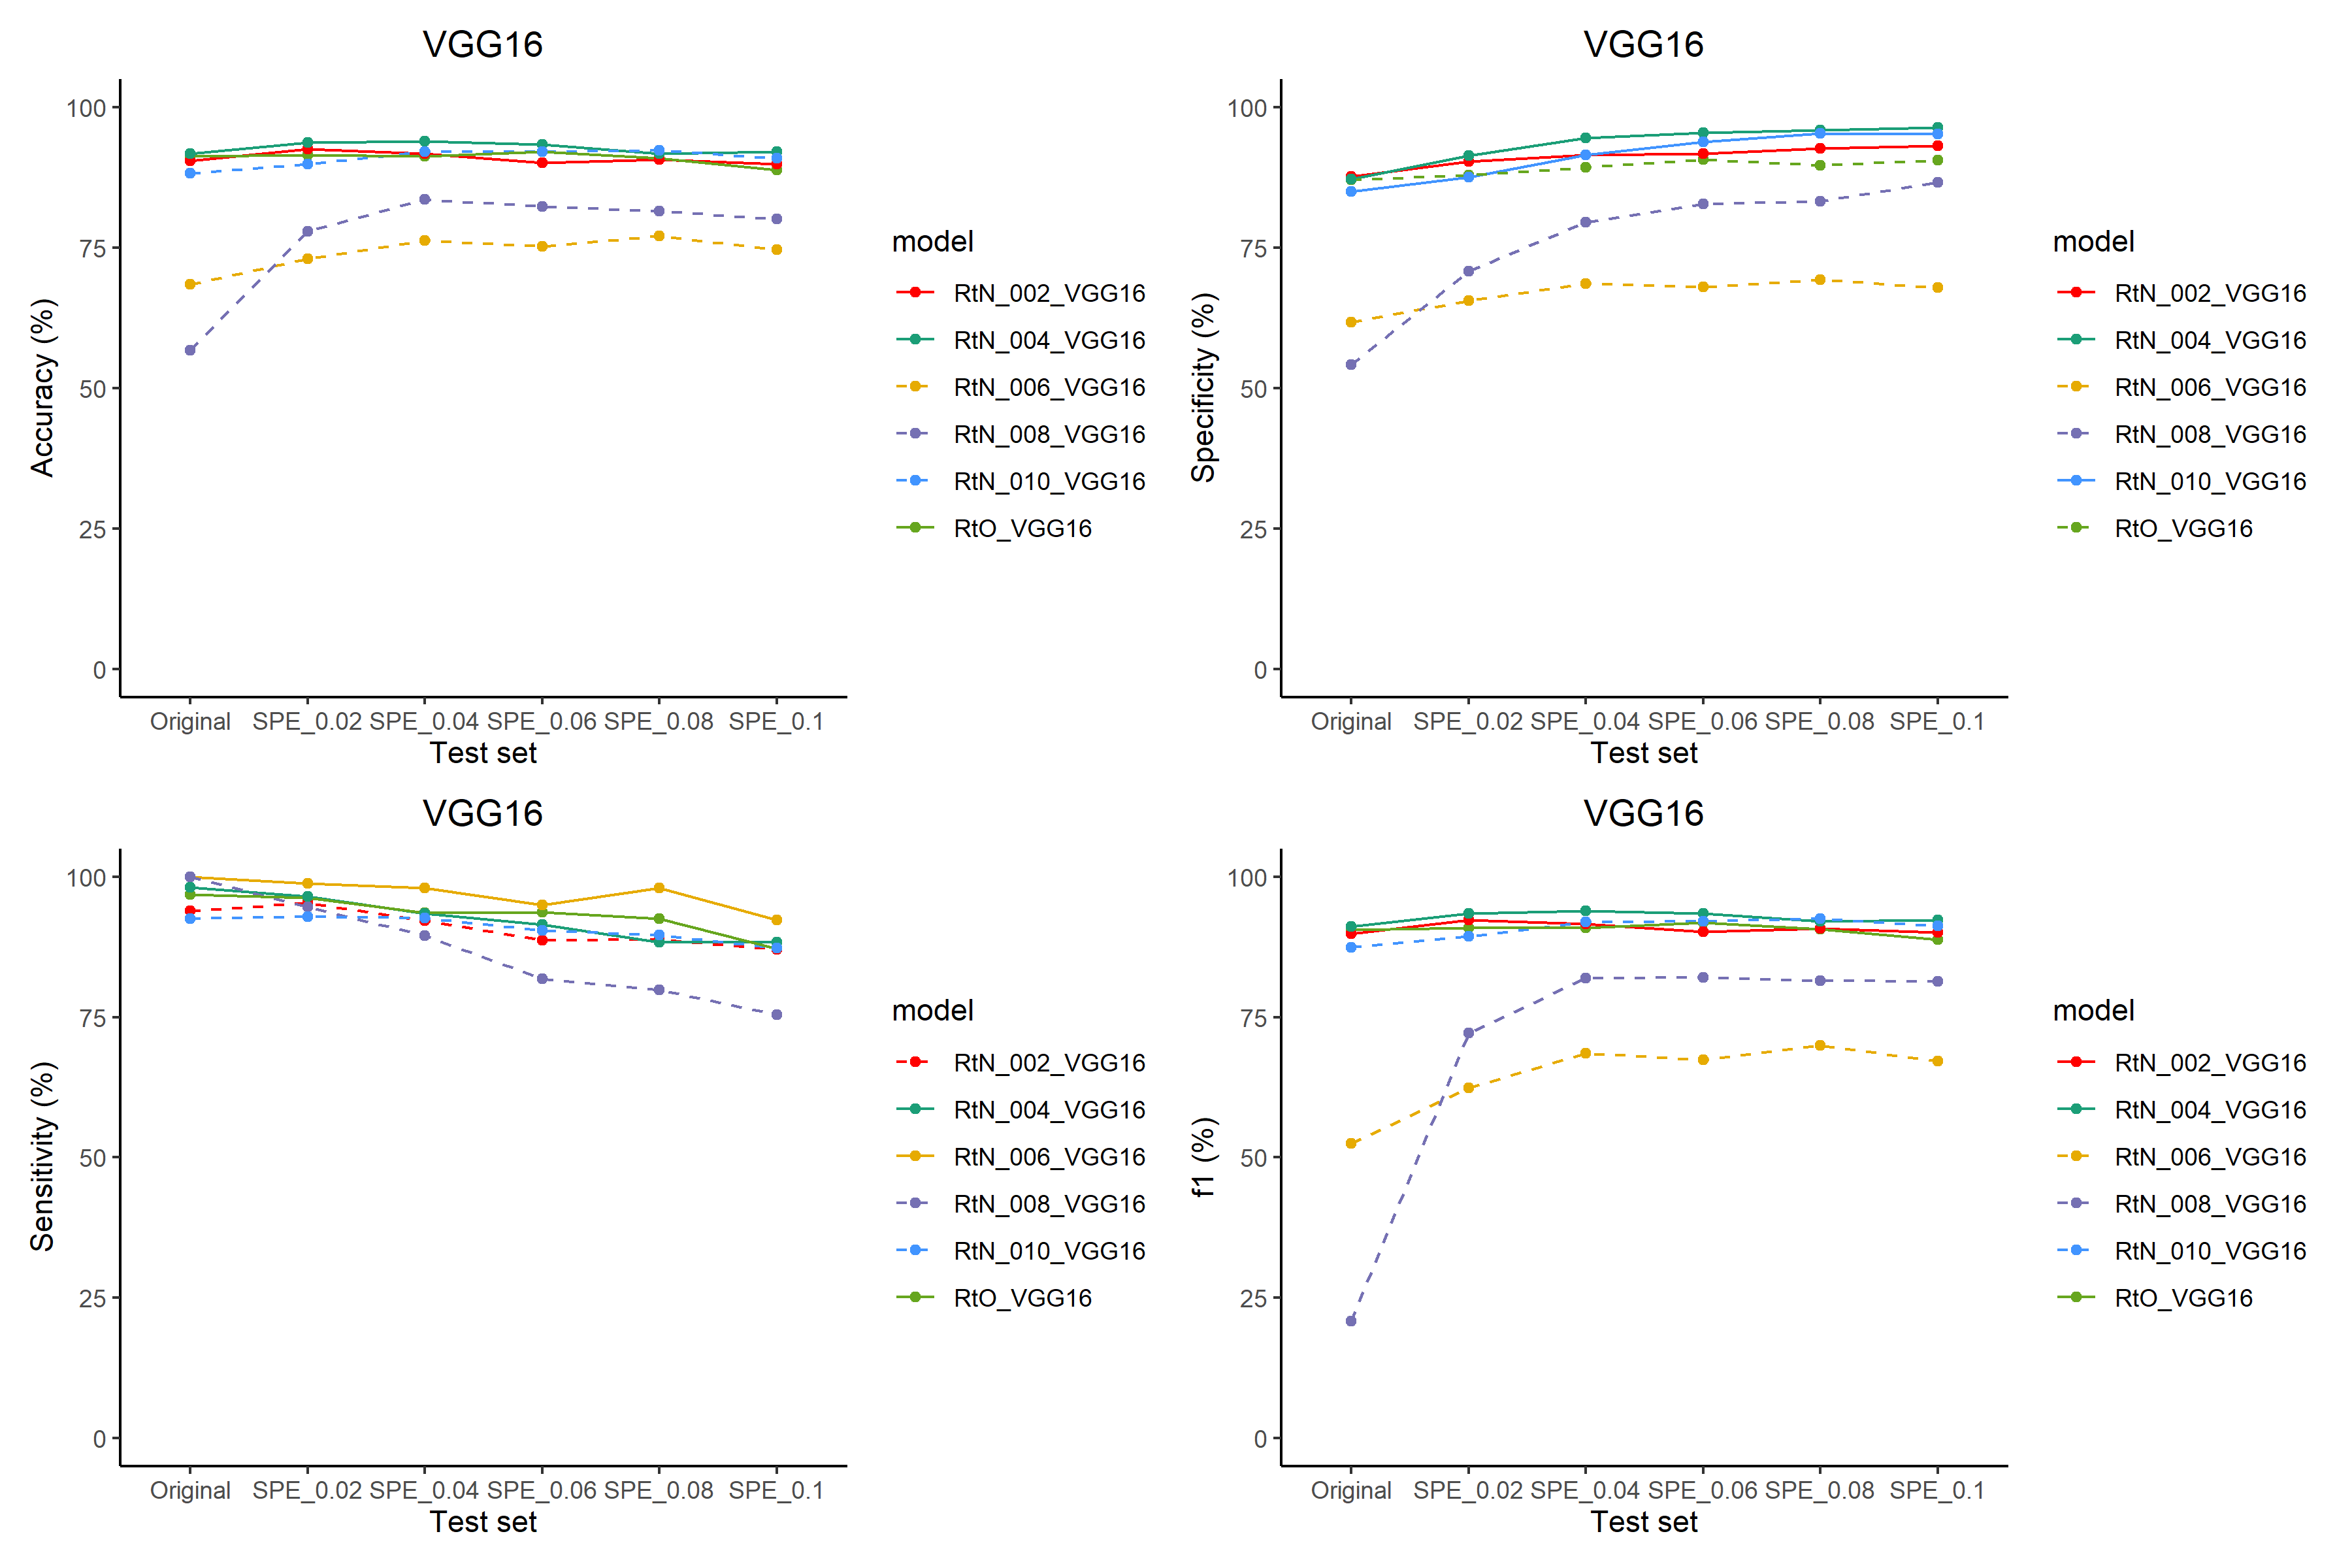 VGG16
100
75
50
25
0
Accuracy (%)
Original SPE_0.02 SPE_0.04 SPE_0.06 SPE_0.08 SPE_0.1
Test set
model
RtN_002_VGG16
RtN_004_VGG16
RtN_006_VGG16
RtN_008_VGG16
RtN_010_VGG16
RtO_VGG16
VGG16
100
75
50
25
0
Specificity (%)
Original SPE_0.02 SPE_0.04 SPE_0.06 SPE_0.08 SPE_0.1
Test set
model
RtN_002_VGG16
RtN_004_VGG16
RtN_006_VGG16
RtN_008_VGG16
RtN_010_VGG16
RtO_VGG16
VGG16
100
75
50
25
0
Sensitivity (%)
Original SPE_0.02 SPE_0.04 SPE_0.06 SPE_0.08 SPE_0.1
Test set
model
RtN_002_VGG16
RtN_004_VGG16
RtN_006_VGG16
RtN_008_VGG16
RtN_010_VGG16
RtO_VGG16
VGG16
100
75
50
25
0
f1 (%)
Original SPE_0.02 SPE_0.04 SPE_0.06 SPE_0.08 SPE_0.1
Test set
model
RtN_002_VGG16
RtN_004_VGG16
RtN_006_VGG16
RtN_008_VGG16
RtN_010_VGG16
RtO_VGG16